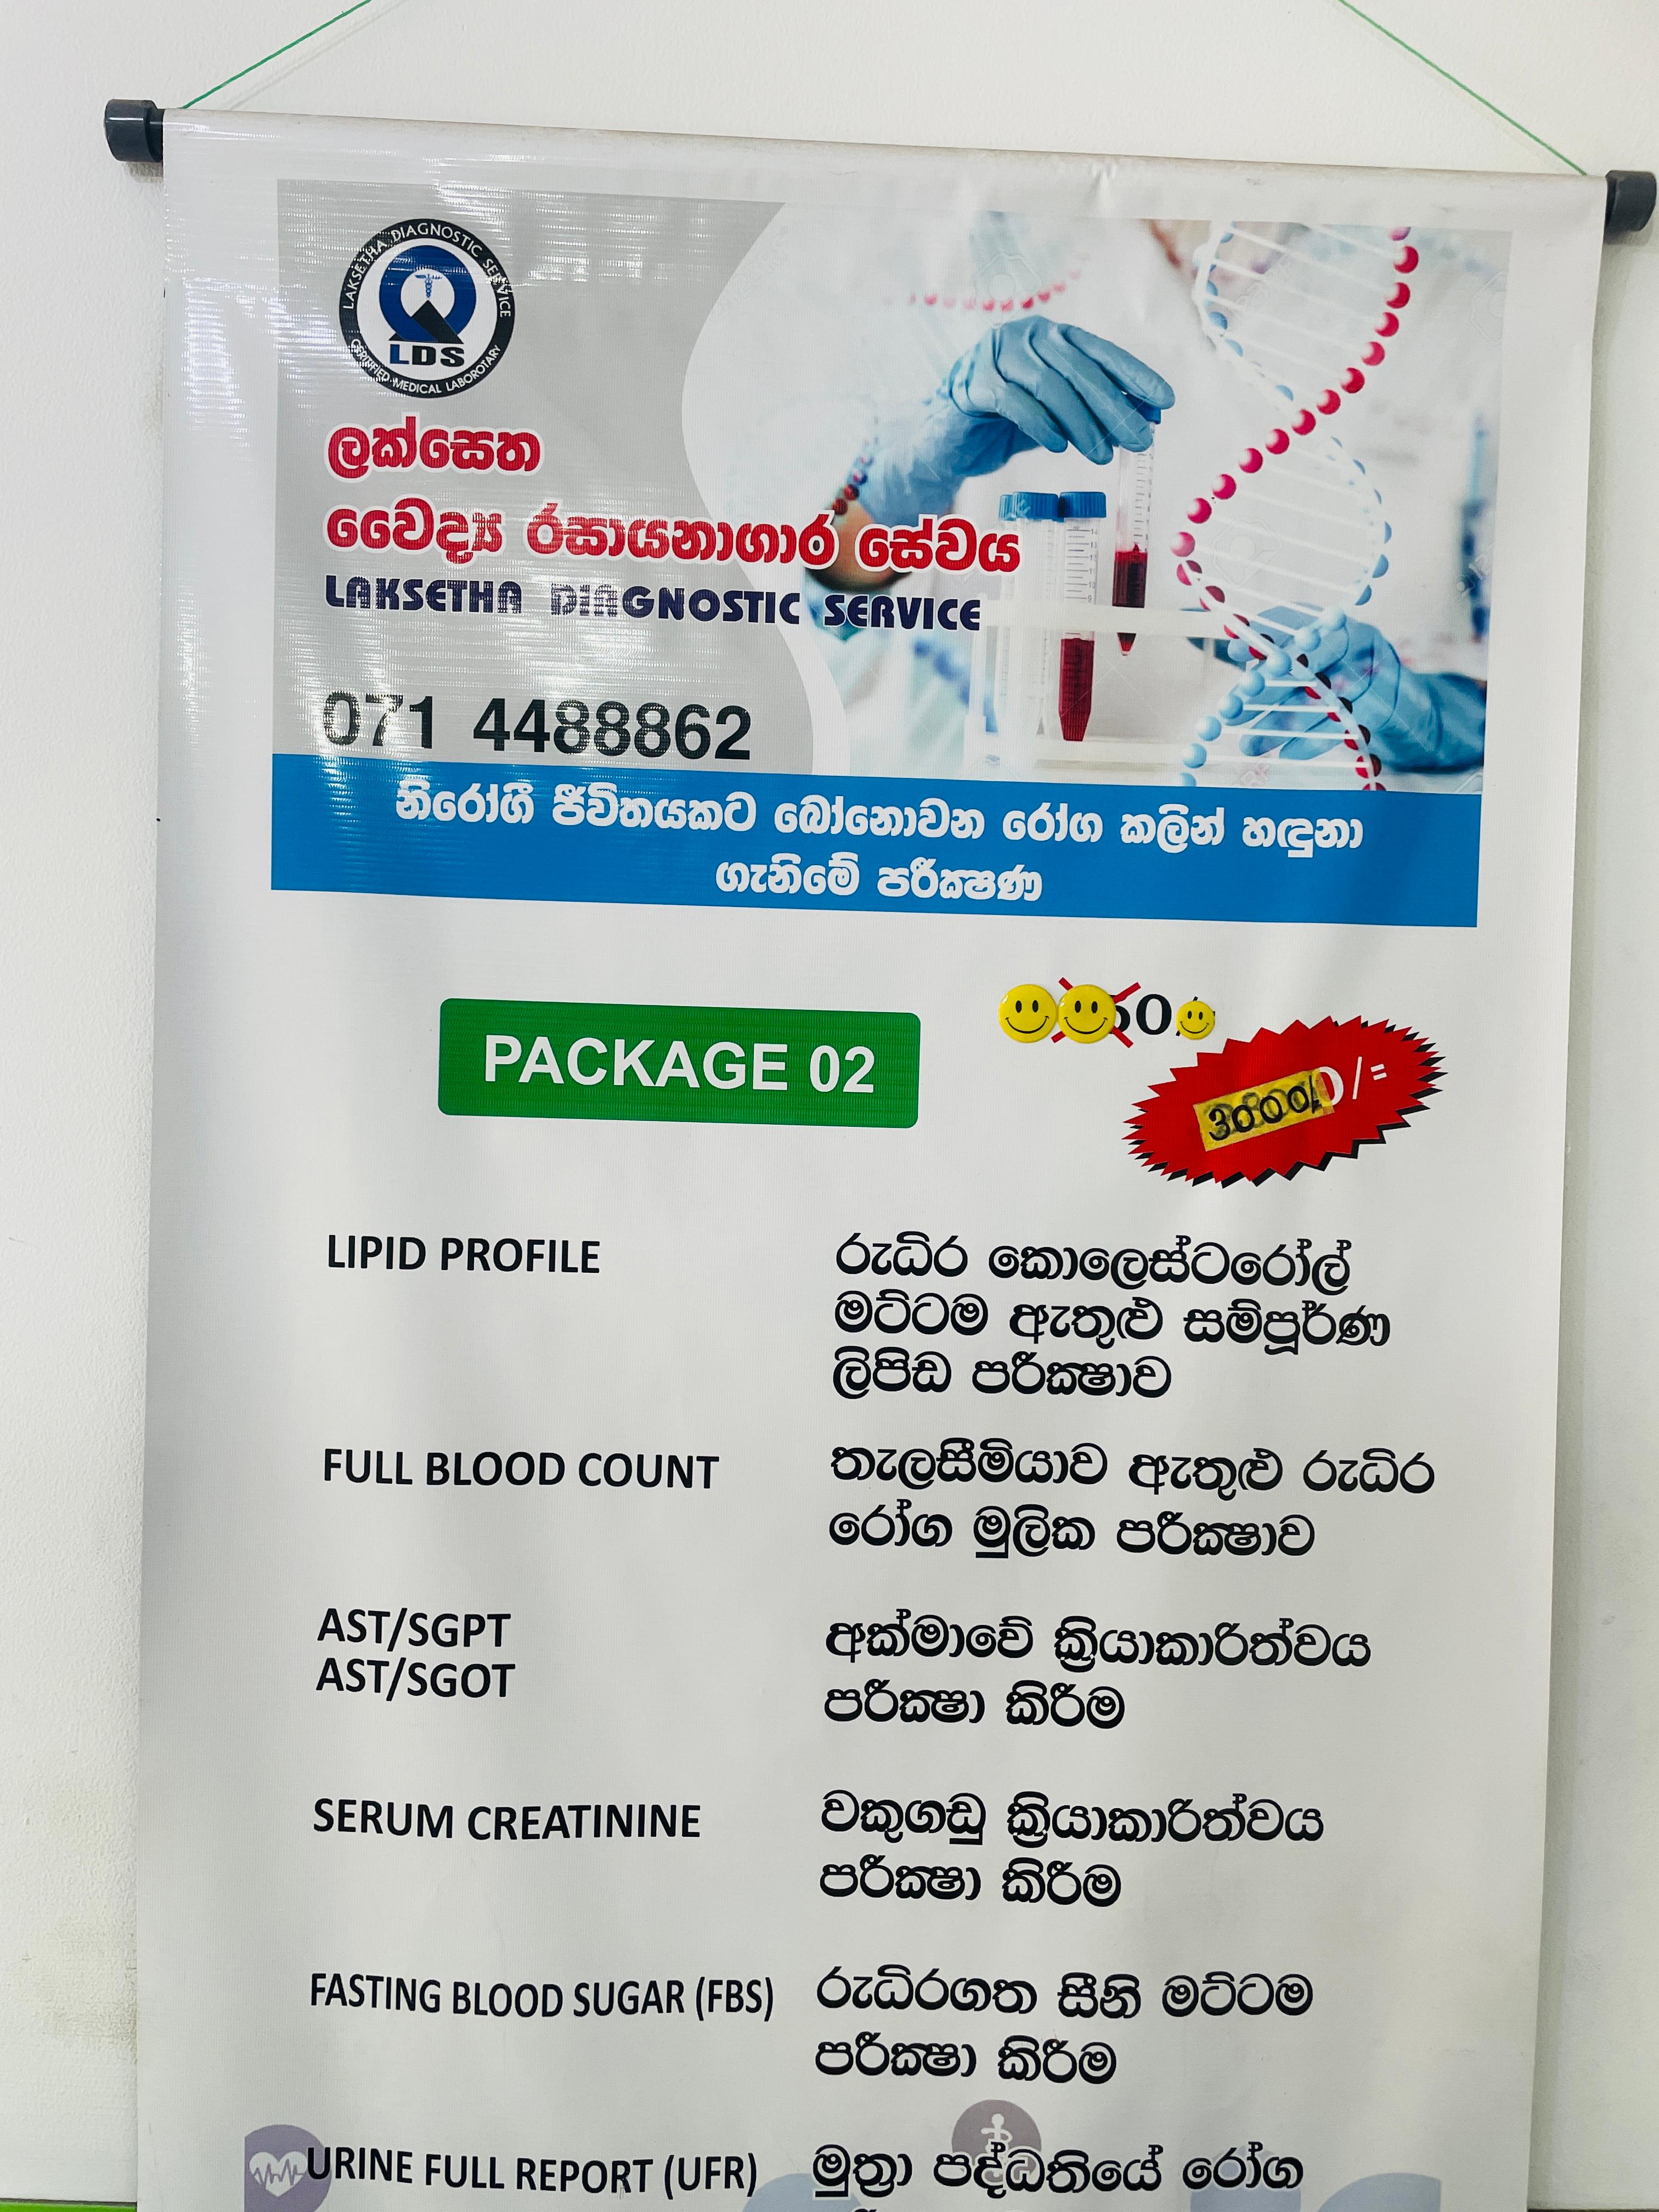 LAKSETHA DIAGNOSTIC SERVICE
LDS
CERTIFIED MEDICAL LABOROTARY
ලක්සෙත
වෛද්‍ය රසායනාගාර සේවය
LAKSETHA DIAGNOSTIC SERVICE
071 4488862
නිරෝගී ජීවිතයකට බෝනොවන රෝග කලින් හඳුනා
ගැනිමේ පරීක්‍ෂණ
PACKAGE 02
3000/ /=
LIPID PROFILE
රුධිර කොලෙස්ටරෝල්
මට්ටම ඇතුළු සම්පූර්ණ
ලිපිඩ පරීක්‍ෂාව
FULL BLOOD COUNT
තැලසීමියාව ඇතුළු රුධිර
රෝග මුලික පරීක්‍ෂාව
AST/SGPT
AST/SGOT
අක්මාවේ ක්‍රියාකාරිත්වය
පරීක්‍ෂා කිරීම
SERUM CREATININE
වකුගඩු ක්‍රියාකාරිත්වය
පරීක්‍ෂා කිරීම
FASTING BLOOD SUGAR (FBS)
රුධිරගත සීනි මට්ටම
පරීක්‍ෂා කිරීම
URINE FULL REPORT (UFR)
මුත්‍රා පද්ධතියේ රෝග